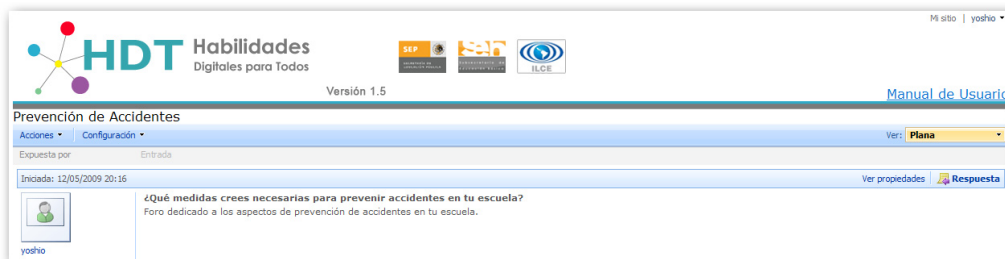 Mi sitio | yoshio
HDT Habilidades
Digitales para Todos
SEP
seb
ILCE
Versión 1.5
Manual de Usuario
Prevención de Accidentes
Acciones Configuración Ver: Plana
Expuesta por Entrada
Iniciada: 12/05/2009 20:16 Ver propiedades Respuesta
¿Qué medidas crees necesarias para prevenir accidentes en tu escuela?
Foro dedicado a los aspectos de prevención de accidentes en tu escuela.
yoshio